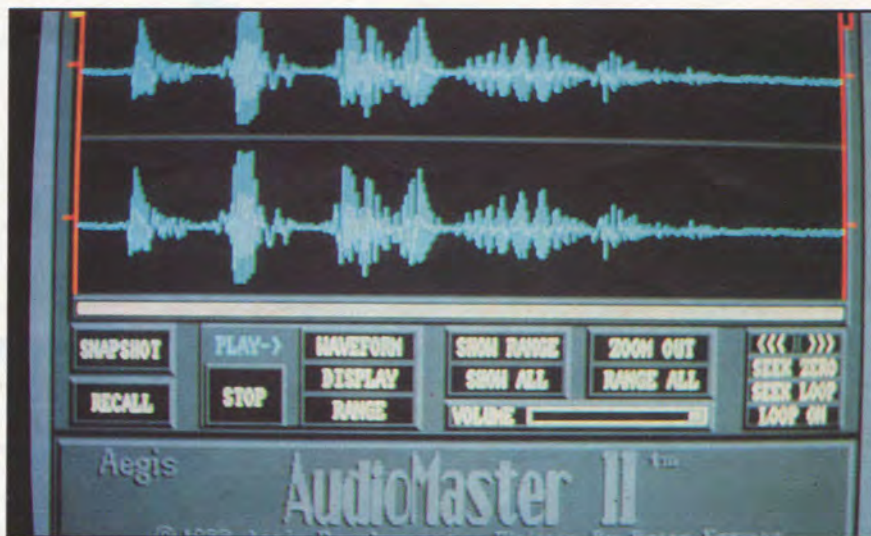 SNAPSHOT
RECALL
PLAY->
STOP
WAVEFORM
DISPLAY
RANGE
SHOW RANGE
SHOW ALL
VOLUME
ZOOM OUT
RANGE ALL
<<< || >>>
SEEK ZERO
SEEK LOOP
LOOP ON
Aegis
AudioMaster II tm